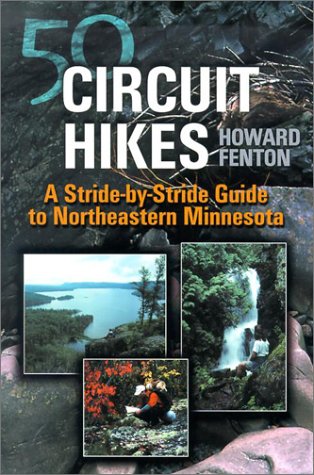 50
CIRCUIT
HIKES
HOWARD
FENTON
A Stride-by-Stride Guide
to Northeastern Minnesota